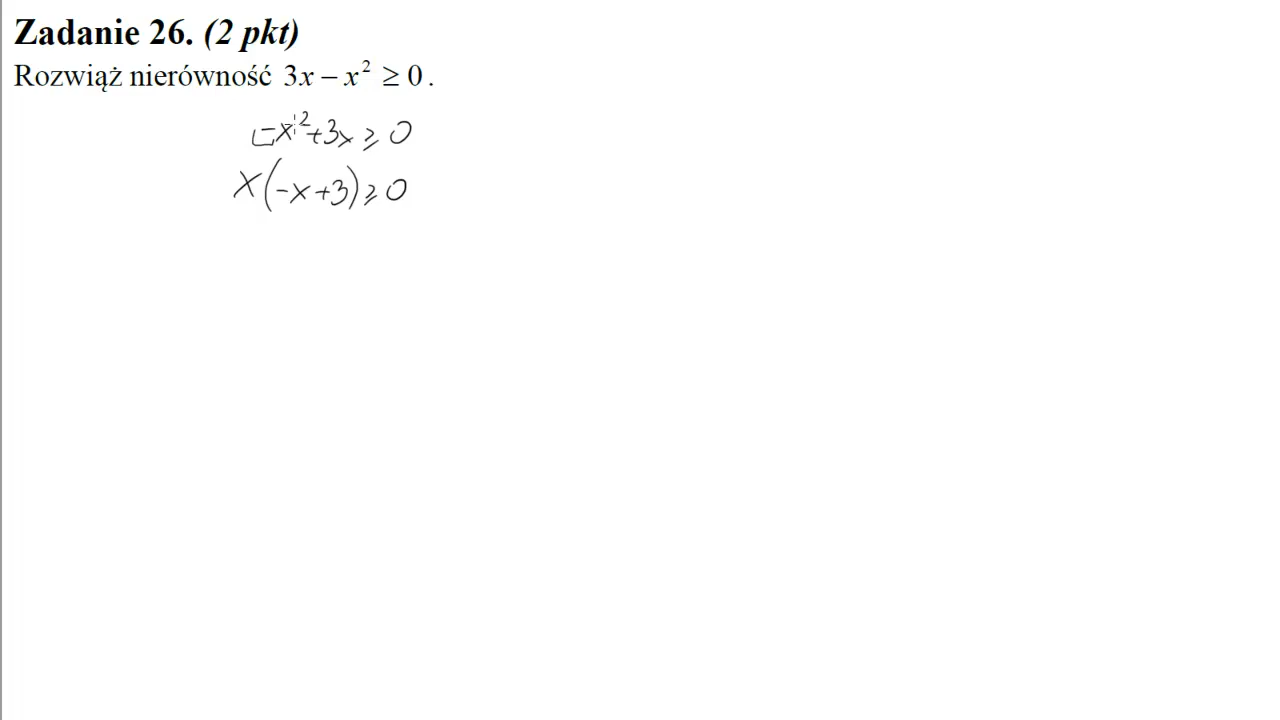 Zadanie 26. (2 pkt)
Rozwiąż nierówność 3x − x² ≥ 0.
−x²+3x ≥ 0
x(−x+3) ≥ 0